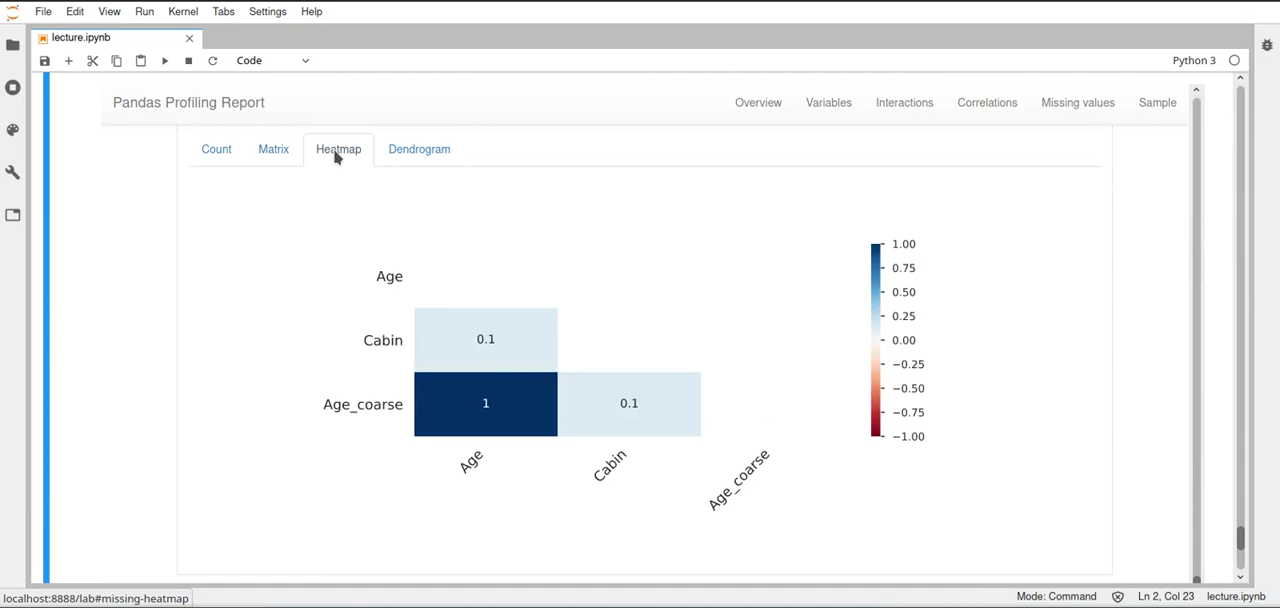 File Edit View Run Kernel Tabs Settings Help
lecture.ipynb
Code
Python 3
Pandas Profiling Report
Overview Variables Interactions Correlations Missing values Sample
Count Matrix Heatmap Dendrogram
1.00
0.75
0.50
0.25
0.00
−0.25
−0.50
−0.75
−1.00
Age
Cabin 0.1
Age_coarse 1 0.1
Age Cabin Age_coarse
localhost:8888/lab#missing-heatmap
Mode: Command Ln 2, Col 23 lecture.ipynb